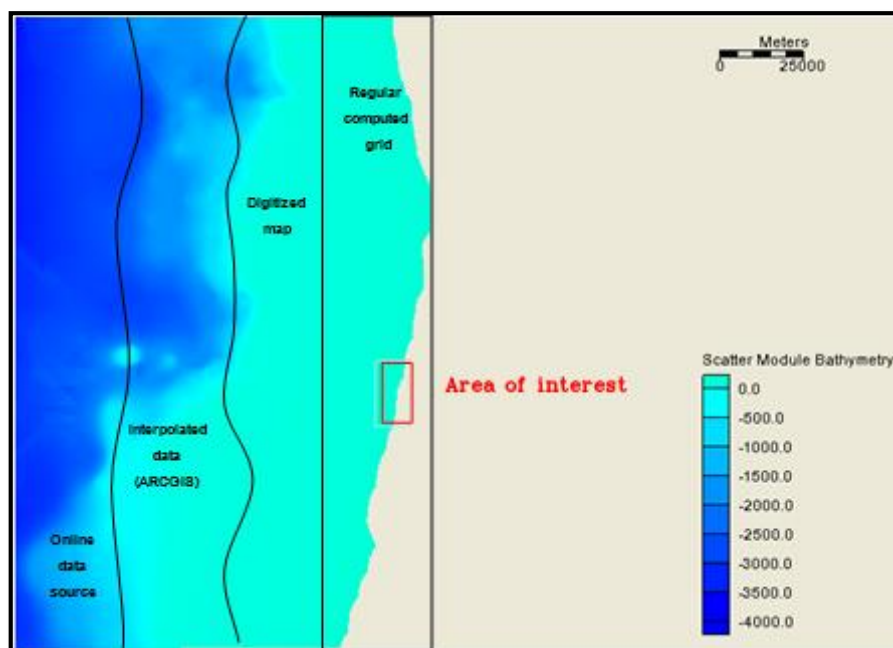 Meters
0 25000
Regular
computed
grid
Digitized
map
Area of interest
Scatter Module Bathymetry
0.0
-500.0
-1000.0
-1500.0
-2000.0
-2500.0
-3000.0
-3500.0
-4000.0
Interpolated
data
(ARCGIS)
Online
data
source